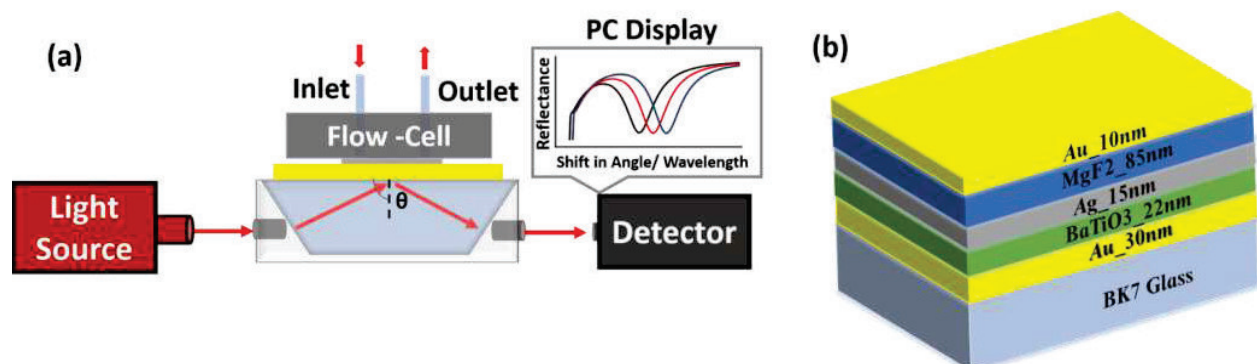 (a)
Inlet
Outlet
Flow -Cell
θ
Light
Source
PC Display
Reflectance
Shift in Angle/ Wavelength
Detector
(b)
Au_10nm
MgF2_85nm
Ag_15nm
BaTiO3_22nm
Au_30nm
BK7 Glass